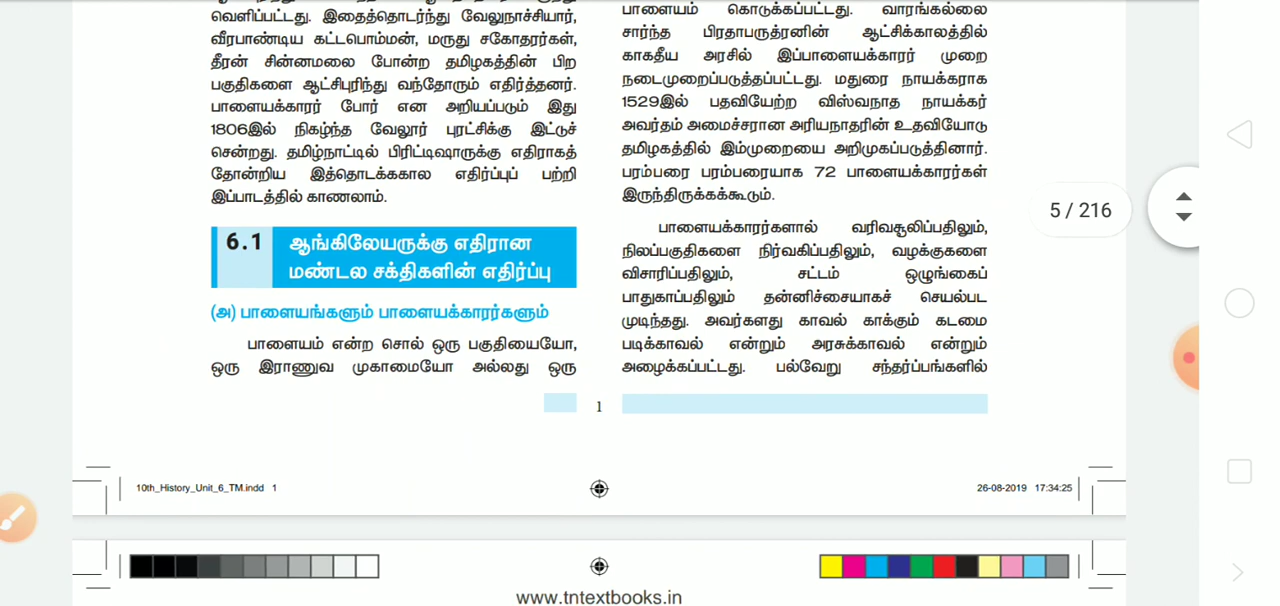 வெளிப்பட்டது. இதைத்தொடர்ந்து வேலுநாச்சியார்,
வீரபாண்டிய கட்டபொம்மன், மருது சகோதரர்கள்,
தீரன் சின்னமலை போன்ற தமிழகத்தின் பிற
பகுதிகளை ஆட்சிபுரிந்து வந்தோரும் எதிர்த்தனர்.
பாளையக்காரர் போர் என அறியப்படும் இது
1806இல் நிகழ்ந்த வேலூர் புரட்சிக்கு இட்டுச்
சென்றது. தமிழ்நாட்டில் பிரிட்டிஷாருக்கு எதிராகத்
தோன்றிய இத்தொடக்ககால எதிர்ப்புப் பற்றி
இப்பாடத்தில் காணலாம்.
6.1 ஆங்கிலேயருக்கு எதிரான
மண்டல சக்திகளின் எதிர்ப்பு
(அ) பாளையங்களும் பாளையக்காரர்களும்
பாளையம் என்ற சொல் ஒரு பகுதியையோ,
ஒரு இராணுவ முகாமையோ அல்லது ஒரு
பாளையம் கொடுக்கப்பட்டது. வாரங்கல்லை
சார்ந்த பிரதாபருத்ரனின் ஆட்சிக்காலத்தில்
காகதீய அரசில் இப்பாளையக்காரர் முறை
நடைமுறைப்படுத்தப்பட்டது. மதுரை நாயக்கராக
1529இல் பதவியேற்ற விஸ்வநாத நாயக்கர்
அவர்தம் அமைச்சரான அரியநாதரின் உதவியோடு
தமிழகத்தில் இம்முறையை அறிமுகப்படுத்தினார்.
பரம்பரை பரம்பரையாக 72 பாளையக்காரர்கள்
இருந்திருக்கக்கூடும்.
பாளையக்காரர்களால் வரிவசூலிப்பதிலும்,
நிலப்பகுதிகளை நிர்வகிப்பதிலும், வழக்குகளை
விசாரிப்பதிலும், சட்டம் ஒழுங்கைப்
பாதுகாப்பதிலும் தன்னிச்சையாகச் செயல்பட
முடிந்தது. அவர்களது காவல் காக்கும் கடமை
படிக்காவல் என்றும் அரசுக்காவல் என்றும்
அழைக்கப்பட்டது. பல்வேறு சந்தர்ப்பங்களில்
5 / 216
1
10th_History_Unit_6_TM.indd 1
26-08-2019 17:34:25
www.tntextbooks.in